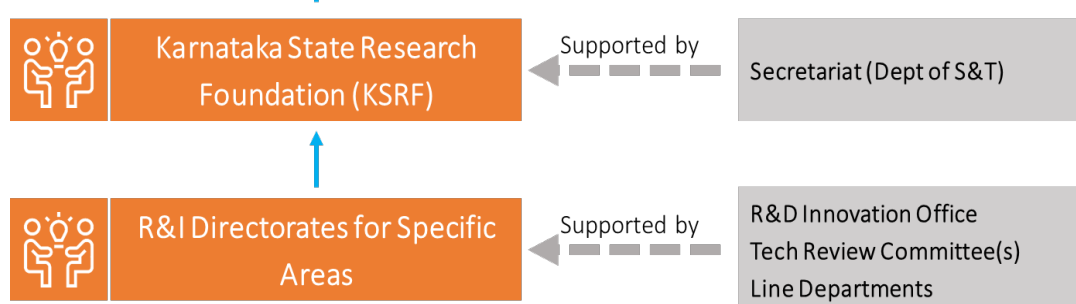 Karnataka State Research
Foundation (KSRF)
Supported by
Secretariat (Dept of S&T)
R&I Directorates for Specific
Areas
Supported by
R&D Innovation Office
Tech Review Committee(s)
Line Departments